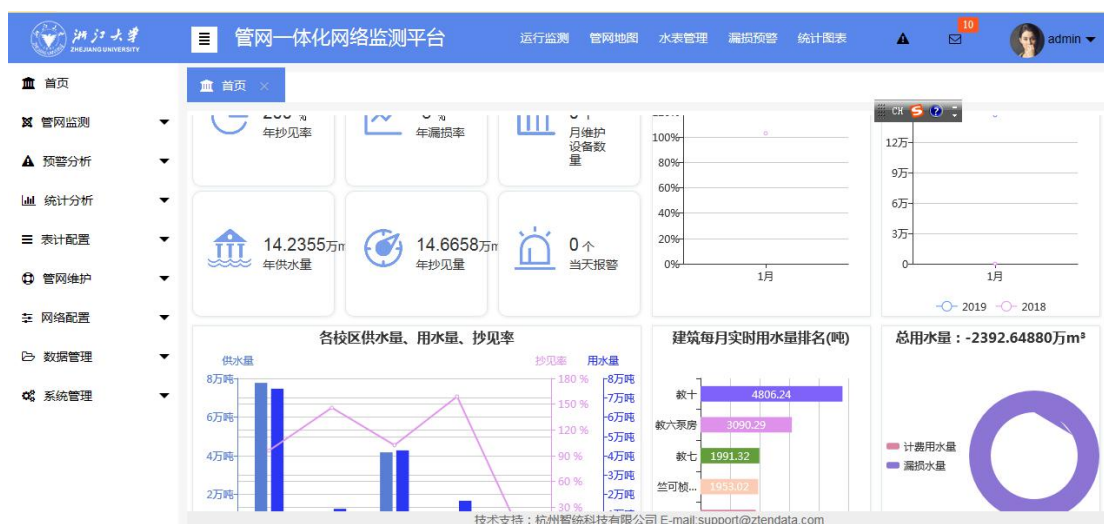 浙江大学
ZHEJIANG UNIVERSITY
管网一体化网络监测平台
运行监测 管网地图 水表管理 漏损预警 统计图表
10
admin
首页
管网监测
预警分析
统计分析
表计配置
管网维护
网络配置
数据管理
系统管理
首页 ×
CH
年抄见率
年漏损率
月维护
设备数
量
14.2355万m
年供水量
14.6658万m
年抄见量
0 个
当天报警
100%
80%
60%
40%
20%
0%
1月
12万
9万
6万
3万
0
1月
2019 2018
各校区供水量、用水量、抄见率
供水量 抄见率 用水量
8万吨 180 % 8万吨
7万吨
150 %
6万吨 6万吨
120 % 5万吨
4万吨 90 % 4万吨
3万吨
60 %
2万吨 2万吨
30 %
建筑每月实时用水量排名(吨)
教十 4806.24
教六泵房 3090.29
教七 1991.32
竺可桢... 1953.02
总用水量：-2392.64880万m³
计费用水量
漏损水量
技术支持：杭州智统科技有限公司 E-mail:support@ztendata.com